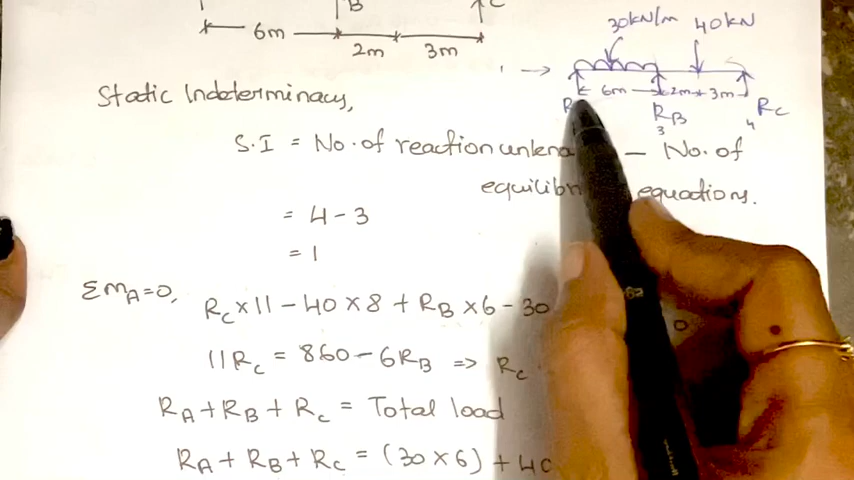 B
C
6m
2m
3m
30kN/m
40kN
6m
2m
3m
R
RB
Rc
3
4
Static Indeterminacy,
S.I = No. of reaction — No. of
equations.
= 4 - 3
= 1
ΣmA=0, Rc×11 - 40×8 + RB×6 - 30
11Rc = 860 - 6RB => Rc
RA + RB + Rc = Total load
RA + RB + Rc = (30×6) + 40